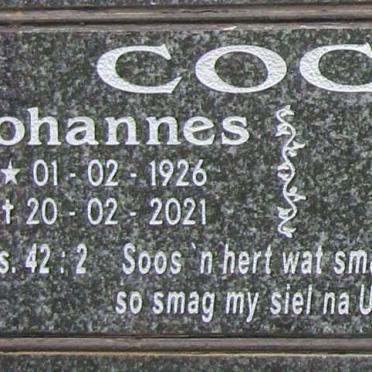 COC
ohannes
★ 01 - 02 - 1926
† 20 - 02 - 2021
s. 42 : 2 Soos 'n hert wat sma
so smag my siel na U